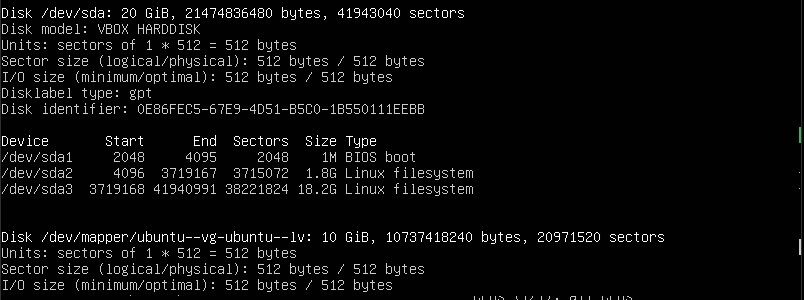 Disk /dev/sda: 20 GiB, 21474836480 bytes, 41943040 sectors
Disk model: VBOX HARDDISK
Units: sectors of 1 * 512 = 512 bytes
Sector size (logical/physical): 512 bytes / 512 bytes
I/O size (minimum/optimal): 512 bytes / 512 bytes
Disklabel type: gpt
Disk identifier: 0E86FEC5-67E9-4D51-B5C0-1B550111EEBB
Device       Start      End  Sectors  Size Type
/dev/sda1     2048     4095     2048    1M BIOS boot
/dev/sda2     4096  3719167  3715072  1.8G Linux filesystem
/dev/sda3  3719168 41940991 38221824 18.2G Linux filesystem
Disk /dev/mapper/ubuntu--vg-ubuntu--lv: 10 GiB, 10737418240 bytes, 20971520 sectors
Units: sectors of 1 * 512 = 512 bytes
Sector size (logical/physical): 512 bytes / 512 bytes
I/O size (minimum/optimal): 512 bytes / 512 bytes